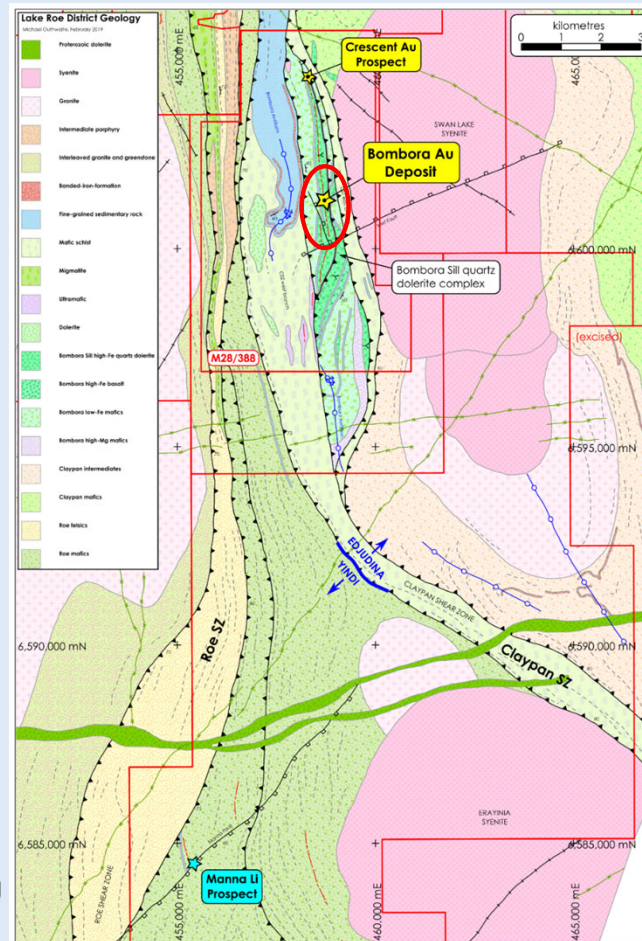 Lake Roe District Geology
Michael Outhwaite, February 2019
Proterozoic dolerite
Syenite
Granite
Intermediate porphyry
Interleaved granite and greenstone
Banded-iron-formation
Fine-grained sedimentary rock
Mafic schist
Migmatite
Ultramafic
Dolerite
Bombora Sill high-Fe quartz dolerite
Bombora high-Fe basalt
Bombora low-Fe mafics
Bombora high-Mg mafics
Claypan intermediates
Claypan mafics
Roe felsics
Roe mafics
455,000 mE
460,000 mE
465,000 mE
kilometres
0 1 2 3
Crescent Au
Prospect
SWAN LAKE
SYENITE
Bombora Au
Deposit
6,600,000 mN
Bombora Sill quartz
dolerite complex
(excised)
M28/388
6,595,000 mN
EDJUDINA
YINDI
CLAYPAN SHEAR ZONE
6,590,000 mN
Roe SZ
Claypan SZ
ERAYINIA
SYENITE
6,585,000 mN
Manna Li
Prospect
ROE SHEAR ZONE
455,000 mE
460,000 mE
465,000 mE